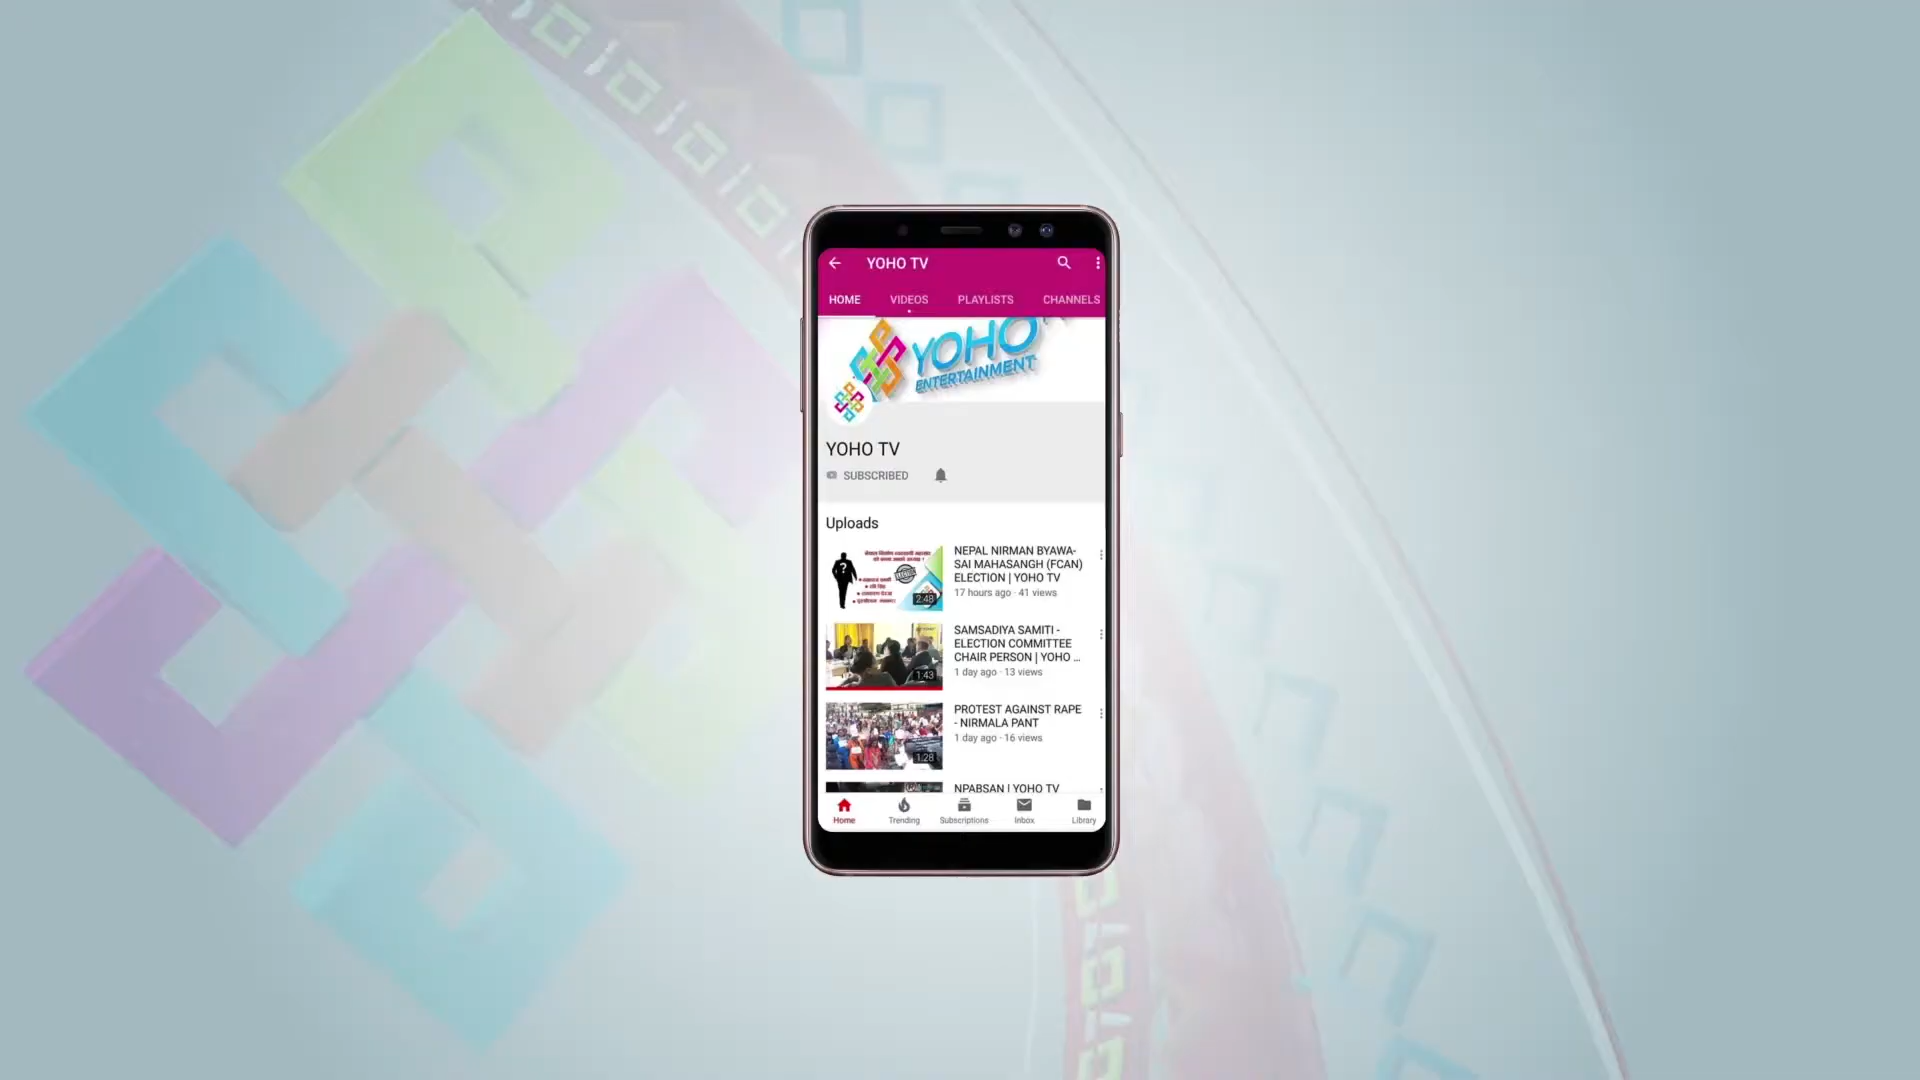 YOHO TV
HOME VIDEOS PLAYLISTS CHANNELS
YOHO
ENTERTAINMENT
YOHO TV
SUBSCRIBED
Uploads
NEPAL NIRMAN BYAWA-
SAI MAHASANGH (FCAN)
ELECTION | YOHO TV
17 hours ago · 41 views
2:48
SAMSADIYA SAMITI -
ELECTION COMMITTEE
CHAIR PERSON | YOHO ...
1 day ago · 13 views
1:43
PROTEST AGAINST RAPE
- NIRMALA PANT
1 day ago · 16 views
1:28
NPABSAN | YOHO TV
Home Trending Subscriptions Inbox Library